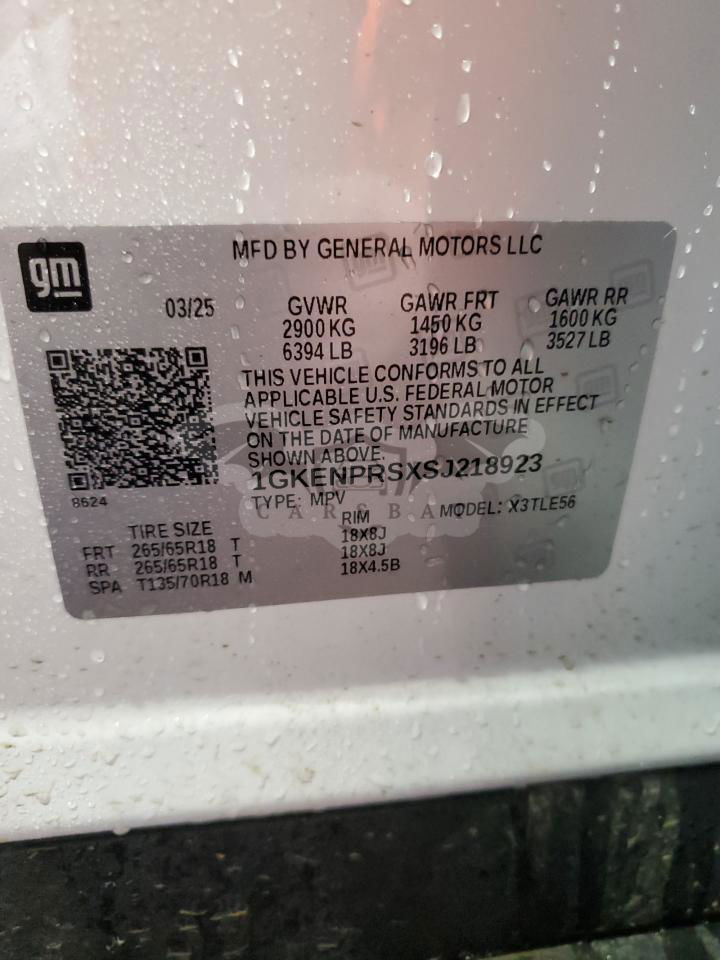 gm
MFD BY GENERAL MOTORS LLC
03/25
GVWR
2900 KG
6394 LB
GAWR FRT
1450 KG
3196 LB
GAWR RR
1600 KG
3527 LB
THIS VEHICLE CONFORMS TO ALL
APPLICABLE U.S. FEDERAL MOTOR
VEHICLE SAFETY STANDARDS IN EFFECT
ON THE DATE OF MANUFACTURE
SHOWN ABOVE.
1GKENPRSXSJ218923
8624
TYPE: MPV
MODEL: X3TLE56
TIRE SIZE RIM
FRT 265/65R18 T 18X8J
RR 265/65R18 T 18X8J
SPA T135/70R18 M 18X4.5B